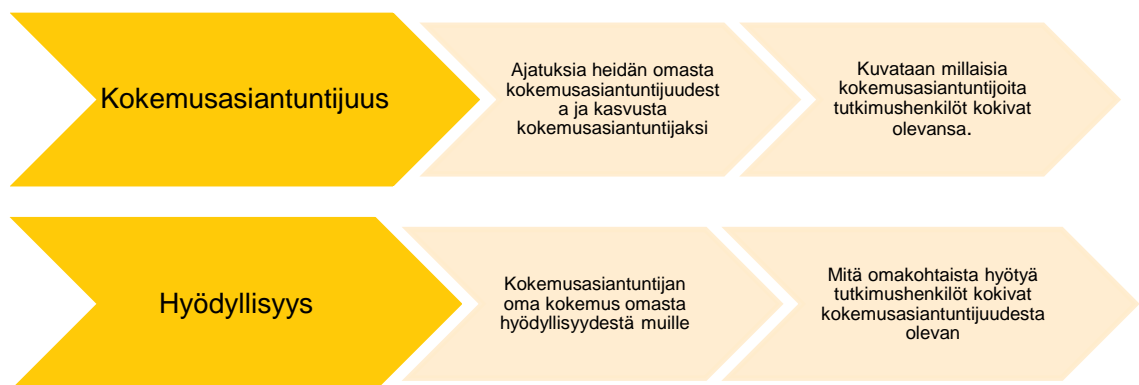 Kokemusasiantuntijuus
Ajatuksia heidän omasta
kokemusasiantuntijuudest
a ja kasvusta
kokemusasiantuntijaksi
Kuvataan millaisia
kokemusasiantuntijoita
tutkimushenkilöt kokivat
olevansa.
Hyödyllisyys
Kokemusasiantuntijan
oma kokemus omasta
hyödyllisyydestä muille
Mitä omakohtaista hyötyä
tutkimushenkilöt kokivat
kokemusasiantuntijuudesta
olevan